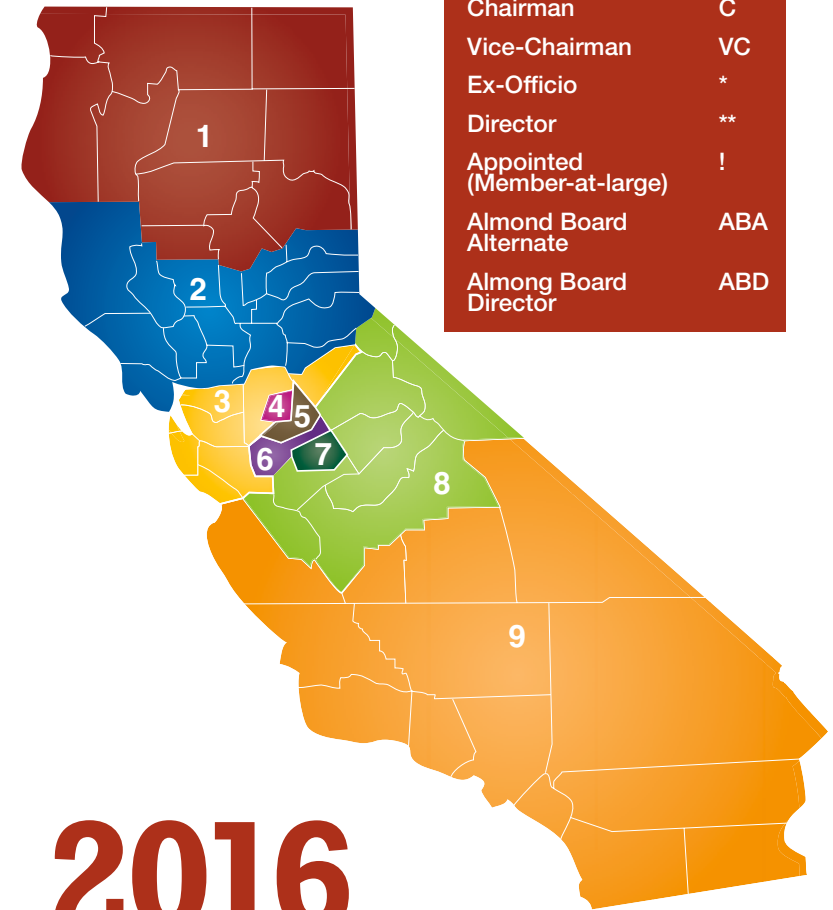 Chairman C
Vice-Chairman VC
Ex-Officio *
Director **
Appointed !
(Member-at-large)
Almond Board ABA
Alternate
Almong Board ABD
Director
1
2
3
4
5
6
7
8
9
2016